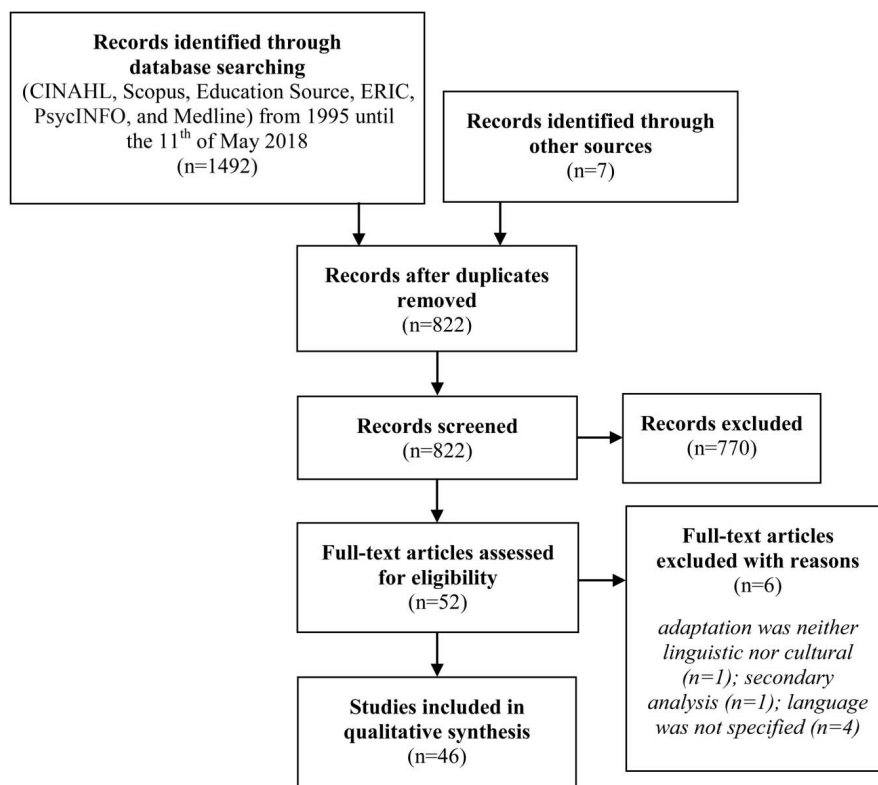 Records identified through
database searching
(CINAHL, Scopus, Education Source, ERIC,
PsycINFO, and Medline) from 1995 until
the 11th of May 2018
(n=1492)
Records identified through
other sources
(n=7)
Records after duplicates
removed
(n=822)
Records screened
(n=822)
Records excluded
(n=770)
Full-text articles assessed
for eligibility
(n=52)
Full-text articles
excluded with reasons
(n=6)
adaptation was neither
linguistic nor cultural
(n=1); secondary
analysis (n=1); language
was not specified (n=4)
Studies included in
qualitative synthesis
(n=46)